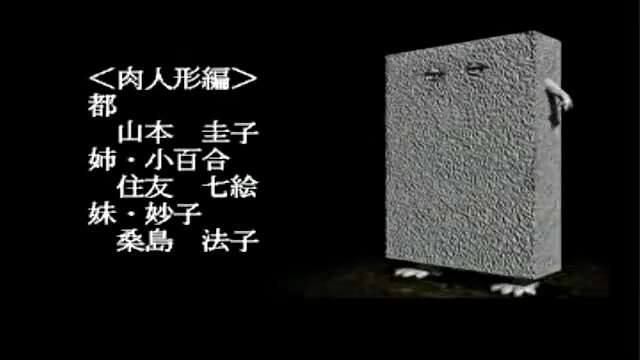 ＜肉人形編＞
都
山本　圭子
姉・小百合
住友　七絵
妹・妙子
桑島　法子